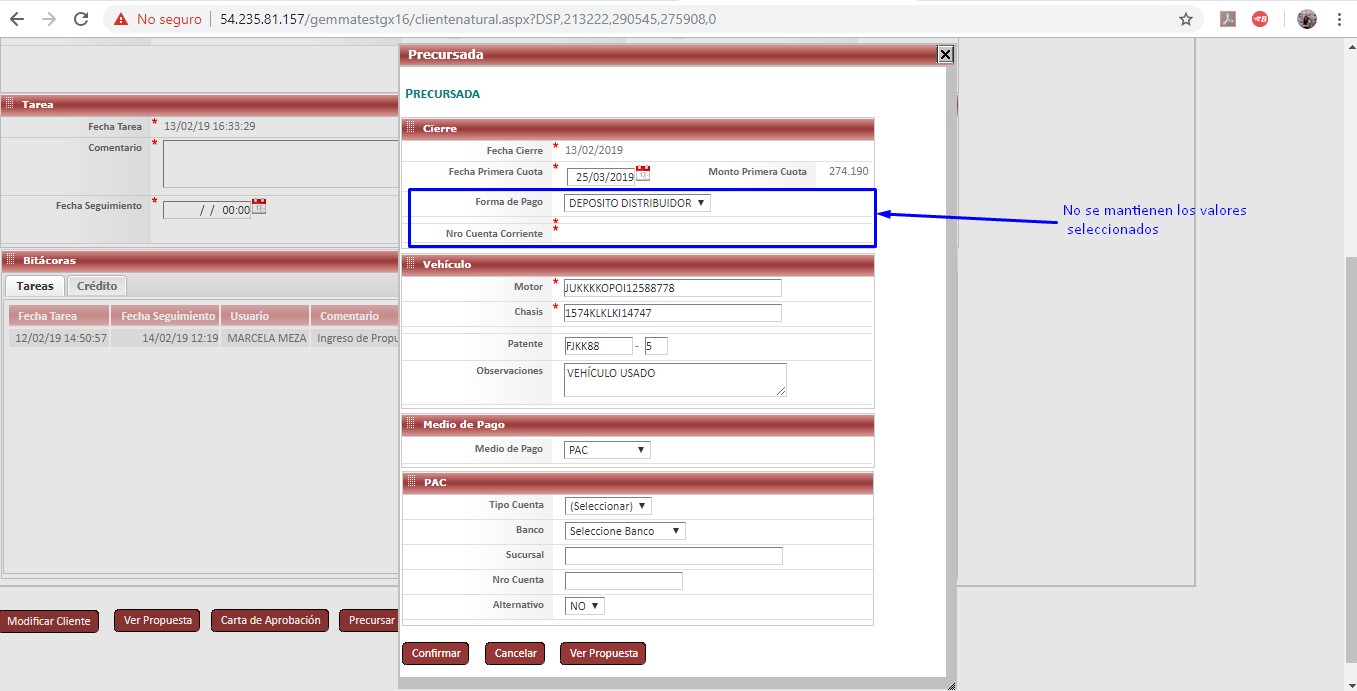 No seguro 54.235.81.157/gemmatestgx16/clientenatural.aspx?DSP,213222,290545,275908,0
Tarea
Fecha Tarea * 13/02/19 16:33:29
Comentario *
Fecha Seguimiento * / / 00:00
Bitácoras
Tareas Crédito
Fecha Tarea Fecha Seguimiento Usuario Comentario
12/02/19 14:50:57 14/02/19 12:19 MARCELA MEZA Ingreso de Propu
Modificar Cliente Ver Propuesta Carta de Aprobación Precursar
Precursada
PRECURSADA
Cierre
Fecha Cierre * 13/02/2019
Fecha Primera Cuota * 25/03/2019 Monto Primera Cuota 274.190
Forma de Pago DEPOSITO DISTRIBUIDOR
*
Nro Cuenta Corriente *
Vehículo
Motor * JUKKKKOPOI12588778
Chasis * 1574KLKLKI14747
Patente FJKK88 - 5
Observaciones VEHÍCULO USADO
Medio de Pago
Medio de Pago PAC
PAC
Tipo Cuenta (Seleccionar)
Banco Seleccione Banco
Sucursal
Nro Cuenta
Alternativo NO
Confirmar Cancelar Ver Propuesta
No se mantienen los valores
seleccionados